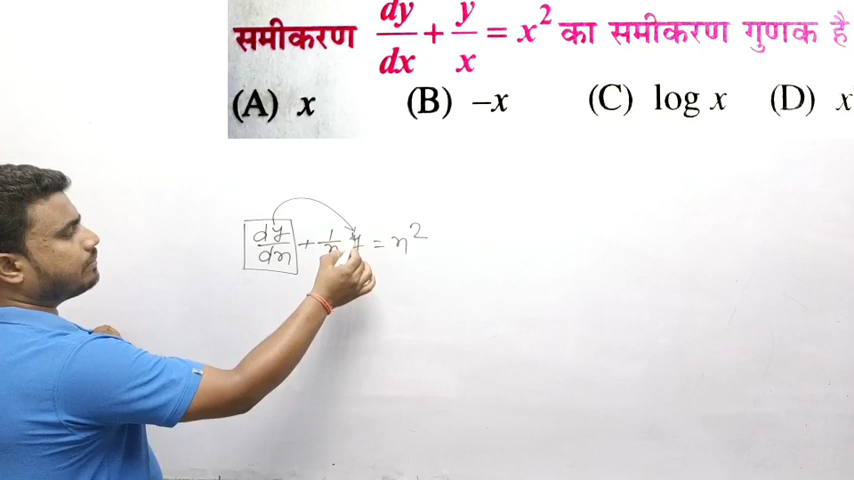 समीकरण dy/dx + y/x = x² का समीकरण गुणक है
(A) x (B) –x (C) log x (D) x
dy/dx + 1/x y = x²